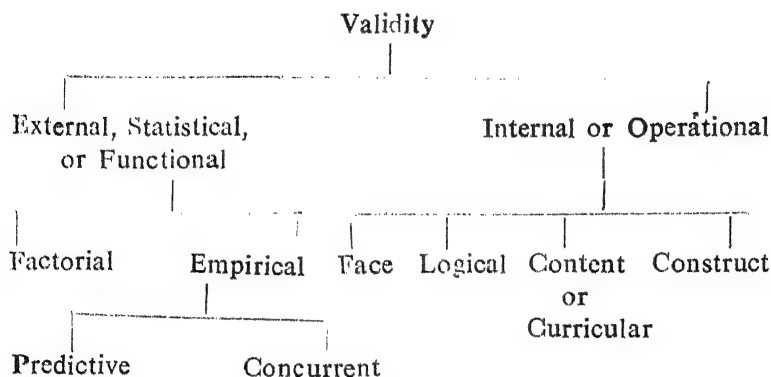 Validity
External, Statistical,
or Functional
Internal or Operational
Factorial
Empirical
Face
Logical
Content
or
Curricular
Construct
Predictive
Concurrent